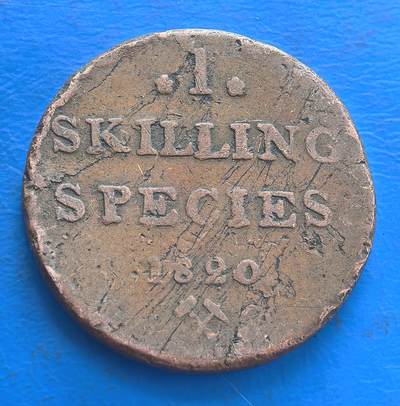 .1.
SKILLING
SPECIES
.1820.